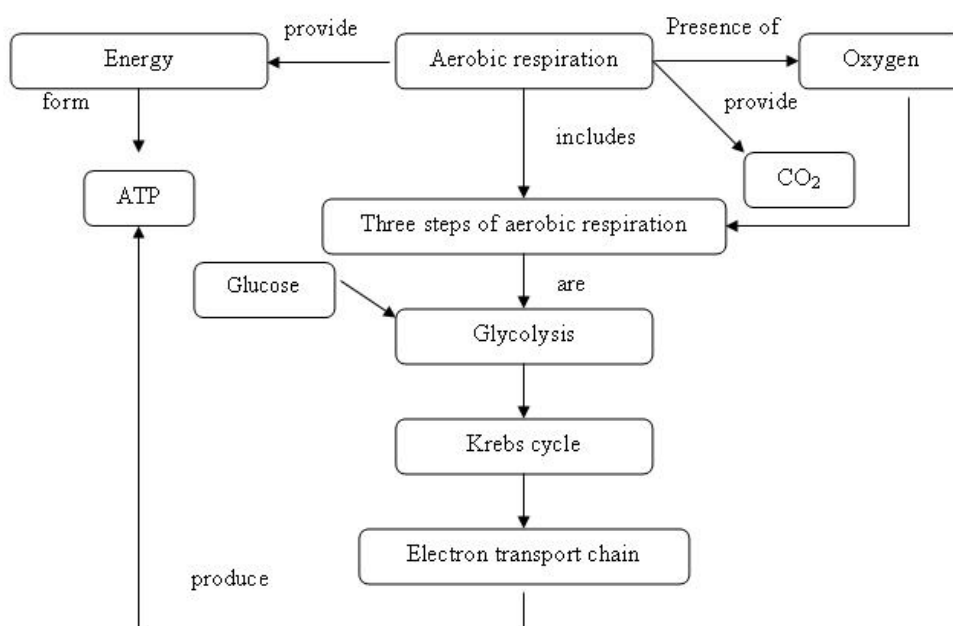 provide
Presence of
Energy
Aerobic respiration
Oxygen
form
provide
includes
CO₂
ATP
Three steps of aerobic respiration
Glucose
are
Glycolysis
Krebs cycle
Electron transport chain
produce